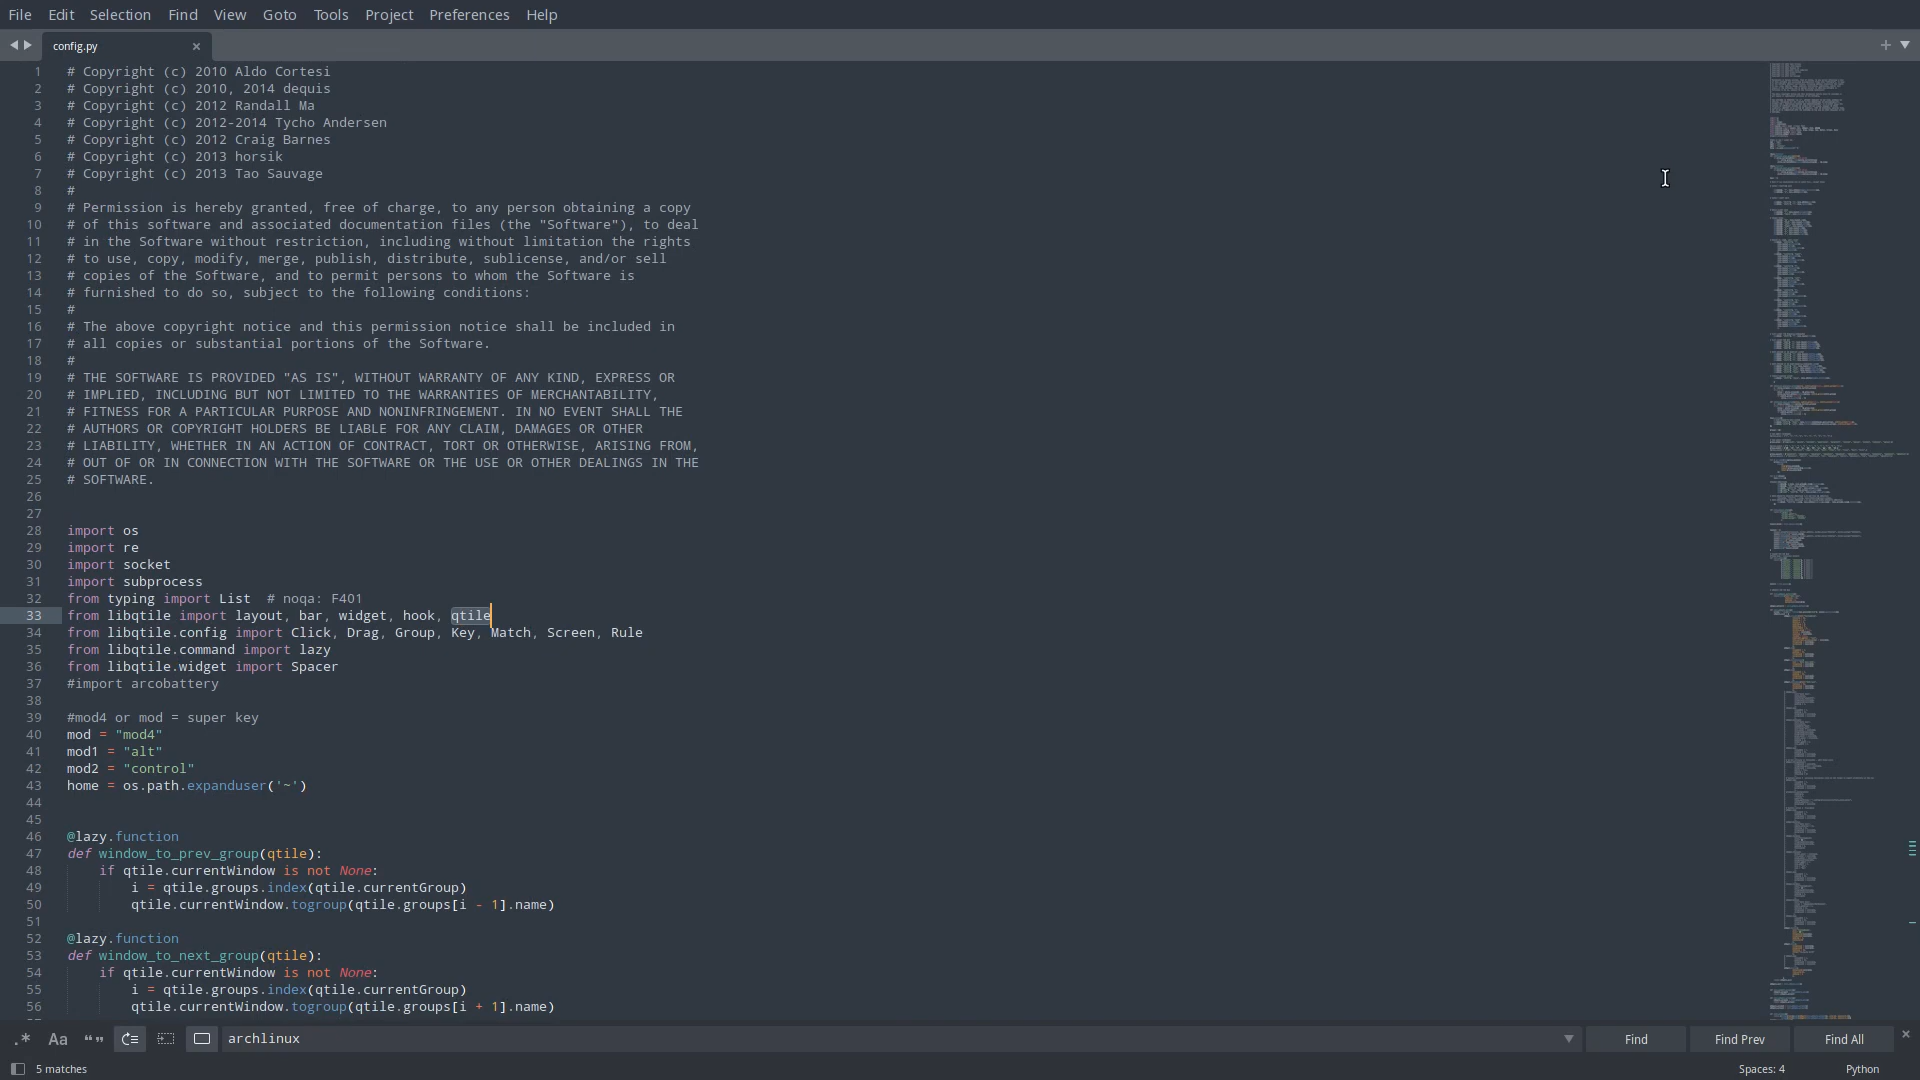 File Edit Selection Find View Goto Tools Project Preferences Help
config.py
1 # Copyright (c) 2010 Aldo Cortesi
2 # Copyright (c) 2010, 2014 dequis
3 # Copyright (c) 2012 Randall Ma
4 # Copyright (c) 2012-2014 Tycho Andersen
5 # Copyright (c) 2012 Craig Barnes
6 # Copyright (c) 2013 horsik
7 # Copyright (c) 2013 Tao Sauvage
8 #
9 # Permission is hereby granted, free of charge, to any person obtaining a copy
10 # of this software and associated documentation files (the "Software"), to deal
11 # in the Software without restriction, including without limitation the rights
12 # to use, copy, modify, merge, publish, distribute, sublicense, and/or sell
13 # copies of the Software, and to permit persons to whom the Software is
14 # furnished to do so, subject to the following conditions:
15 #
16 # The above copyright notice and this permission notice shall be included in
17 # all copies or substantial portions of the Software.
18 #
19 # THE SOFTWARE IS PROVIDED "AS IS", WITHOUT WARRANTY OF ANY KIND, EXPRESS OR
20 # IMPLIED, INCLUDING BUT NOT LIMITED TO THE WARRANTIES OF MERCHANTABILITY,
21 # FITNESS FOR A PARTICULAR PURPOSE AND NONINFRINGEMENT. IN NO EVENT SHALL THE
22 # AUTHORS OR COPYRIGHT HOLDERS BE LIABLE FOR ANY CLAIM, DAMAGES OR OTHER
23 # LIABILITY, WHETHER IN AN ACTION OF CONTRACT, TORT OR OTHERWISE, ARISING FROM,
24 # OUT OF OR IN CONNECTION WITH THE SOFTWARE OR THE USE OR OTHER DEALINGS IN THE
25 # SOFTWARE.
26
27
28 import os
29 import re
30 import socket
31 import subprocess
32 from typing import List  # noqa: F401
33 from libqtile import layout, bar, widget, hook, qtile
34 from libqtile.config import Click, Drag, Group, Key, Match, Screen, Rule
35 from libqtile.command import lazy
36 from libqtile.widget import Spacer
37 #import arcobattery
38
39 #mod4 or mod = super key
40 mod = "mod4"
41 mod1 = "alt"
42 mod2 = "control"
43 home = os.path.expanduser('~')
44
45
46 @lazy.function
47 def window_to_prev_group(qtile):
48     if qtile.currentWindow is not None:
49         i = qtile.groups.index(qtile.currentGroup)
50         qtile.currentWindow.togroup(qtile.groups[i - 1].name)
51
52 @lazy.function
53 def window_to_next_group(qtile):
54     if qtile.currentWindow is not None:
55         i = qtile.groups.index(qtile.currentGroup)
56         qtile.currentWindow.togroup(qtile.groups[i + 1].name)
.* Aa “” archlinux Find Find Prev Find All
5 matches Spaces: 4 Python